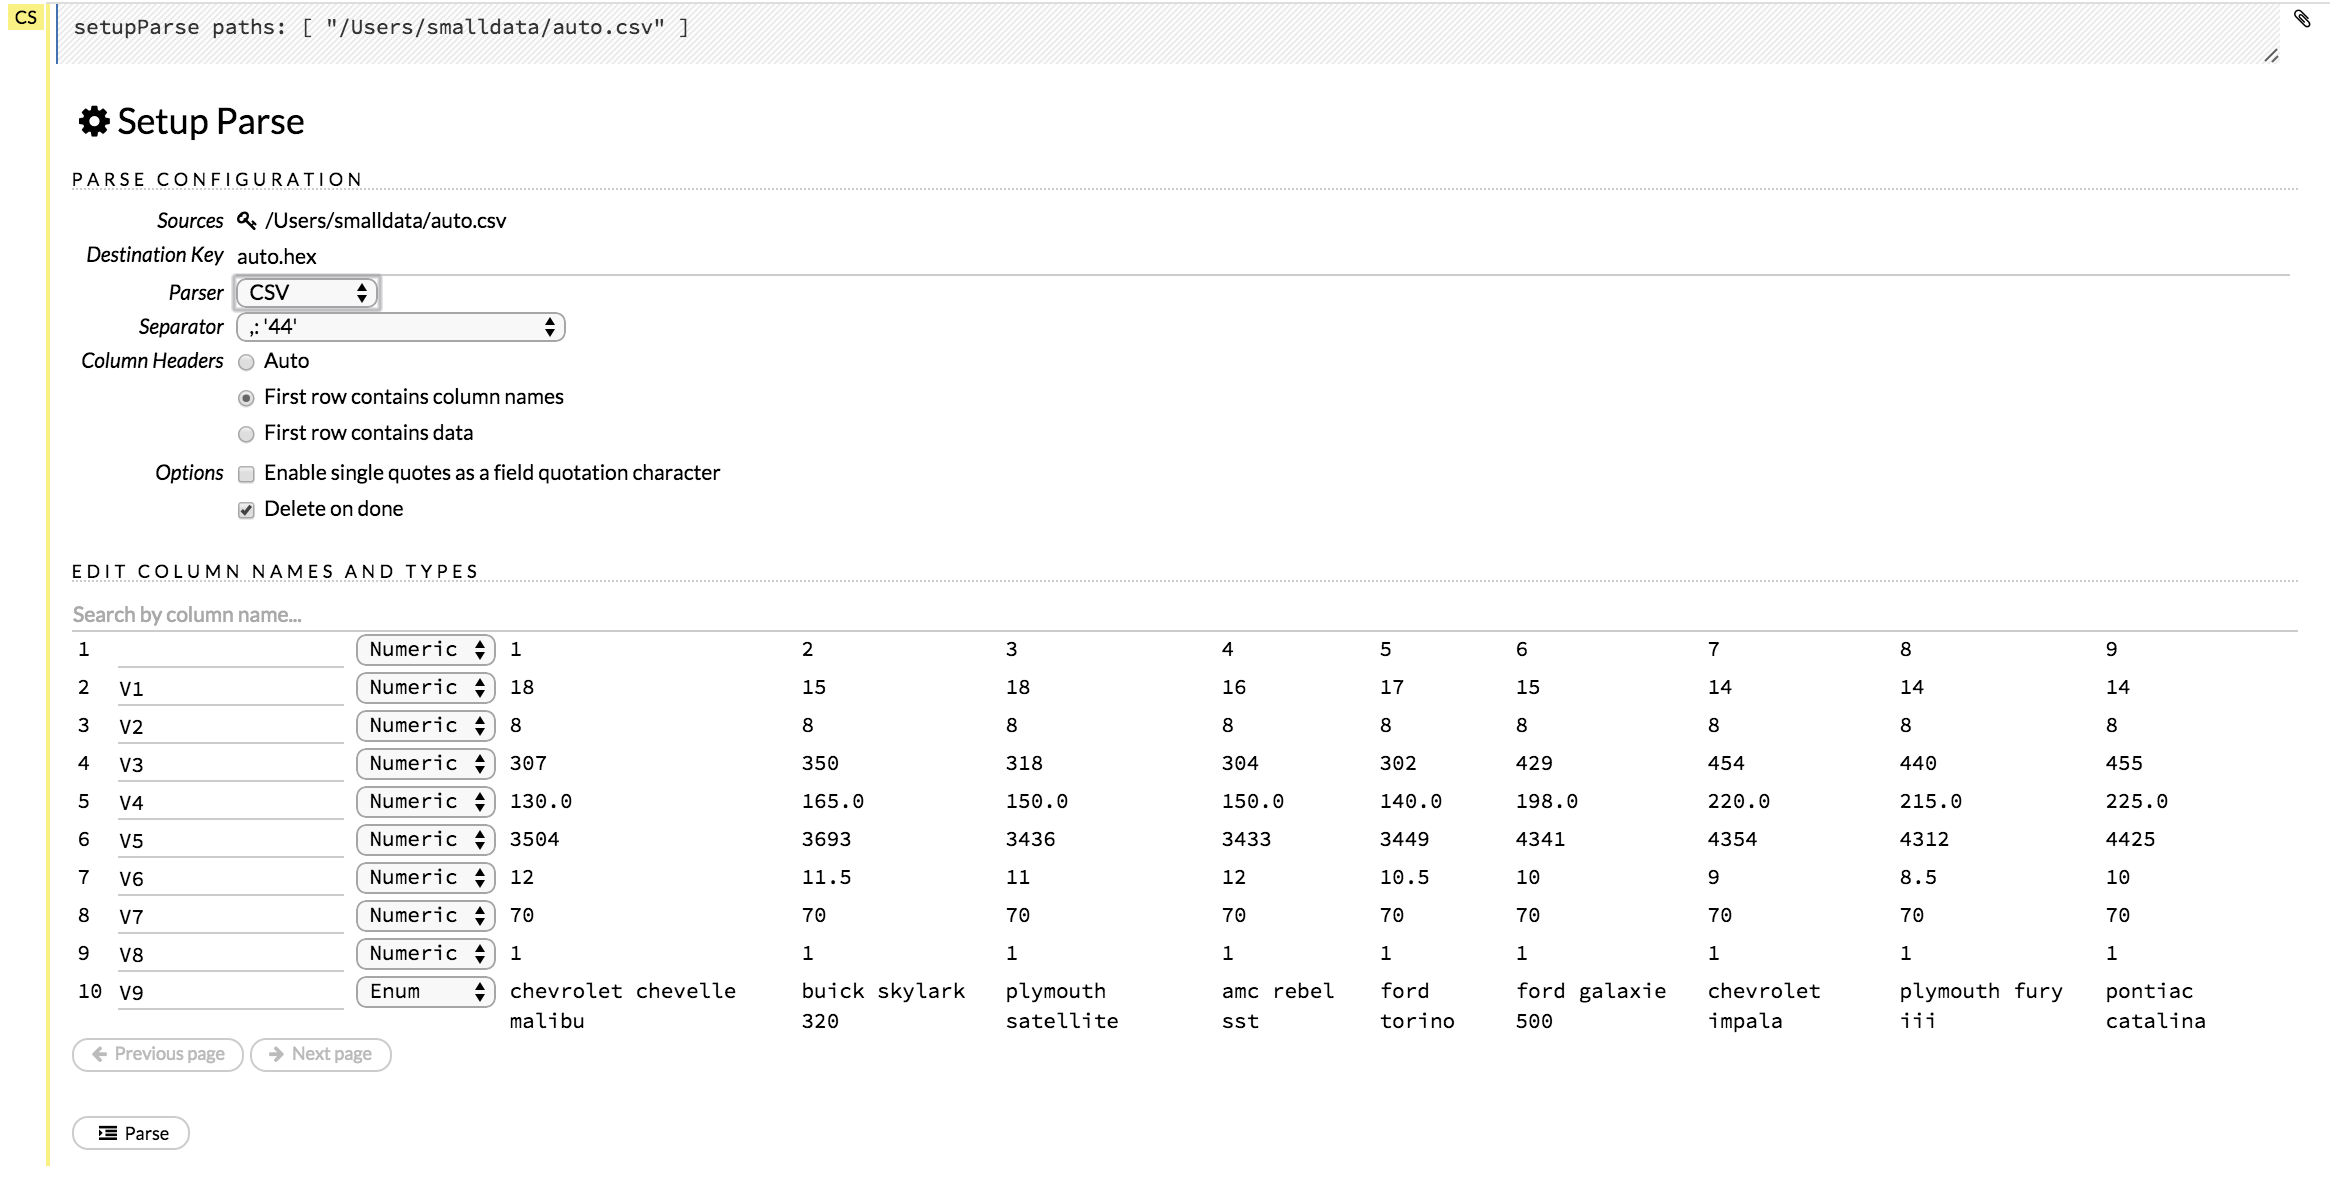 CS
setupParse paths: [ "/Users/smalldata/auto.csv" ]
Setup Parse
PARSE CONFIGURATION
Sources /Users/smalldata/auto.csv
Destination Key auto.hex
Parser CSV
Separator ,: '44'
Column Headers Auto
First row contains column names
First row contains data
Options Enable single quotes as a field quotation character
Delete on done
EDIT COLUMN NAMES AND TYPES
Search by column name...
1 Numeric 1 2 3 4 5 6 7 8 9
2 V1 Numeric 18 15 18 16 17 15 14 14 14
3 V2 Numeric 8 8 8 8 8 8 8 8 8
4 V3 Numeric 307 350 318 304 302 429 454 440 455
5 V4 Numeric 130.0 165.0 150.0 150.0 140.0 198.0 220.0 215.0 225.0
6 V5 Numeric 3504 3693 3436 3433 3449 4341 4354 4312 4425
7 V6 Numeric 12 11.5 11 12 10.5 10 9 8.5 10
8 V7 Numeric 70 70 70 70 70 70 70 70 70
9 V8 Numeric 1 1 1 1 1 1 1 1 1
10 V9 Enum chevrolet chevelle buick skylark plymouth amc rebel ford ford galaxie chevrolet plymouth fury pontiac
malibu 320 satellite sst torino 500 impala iii catalina
Previous page Next page
Parse